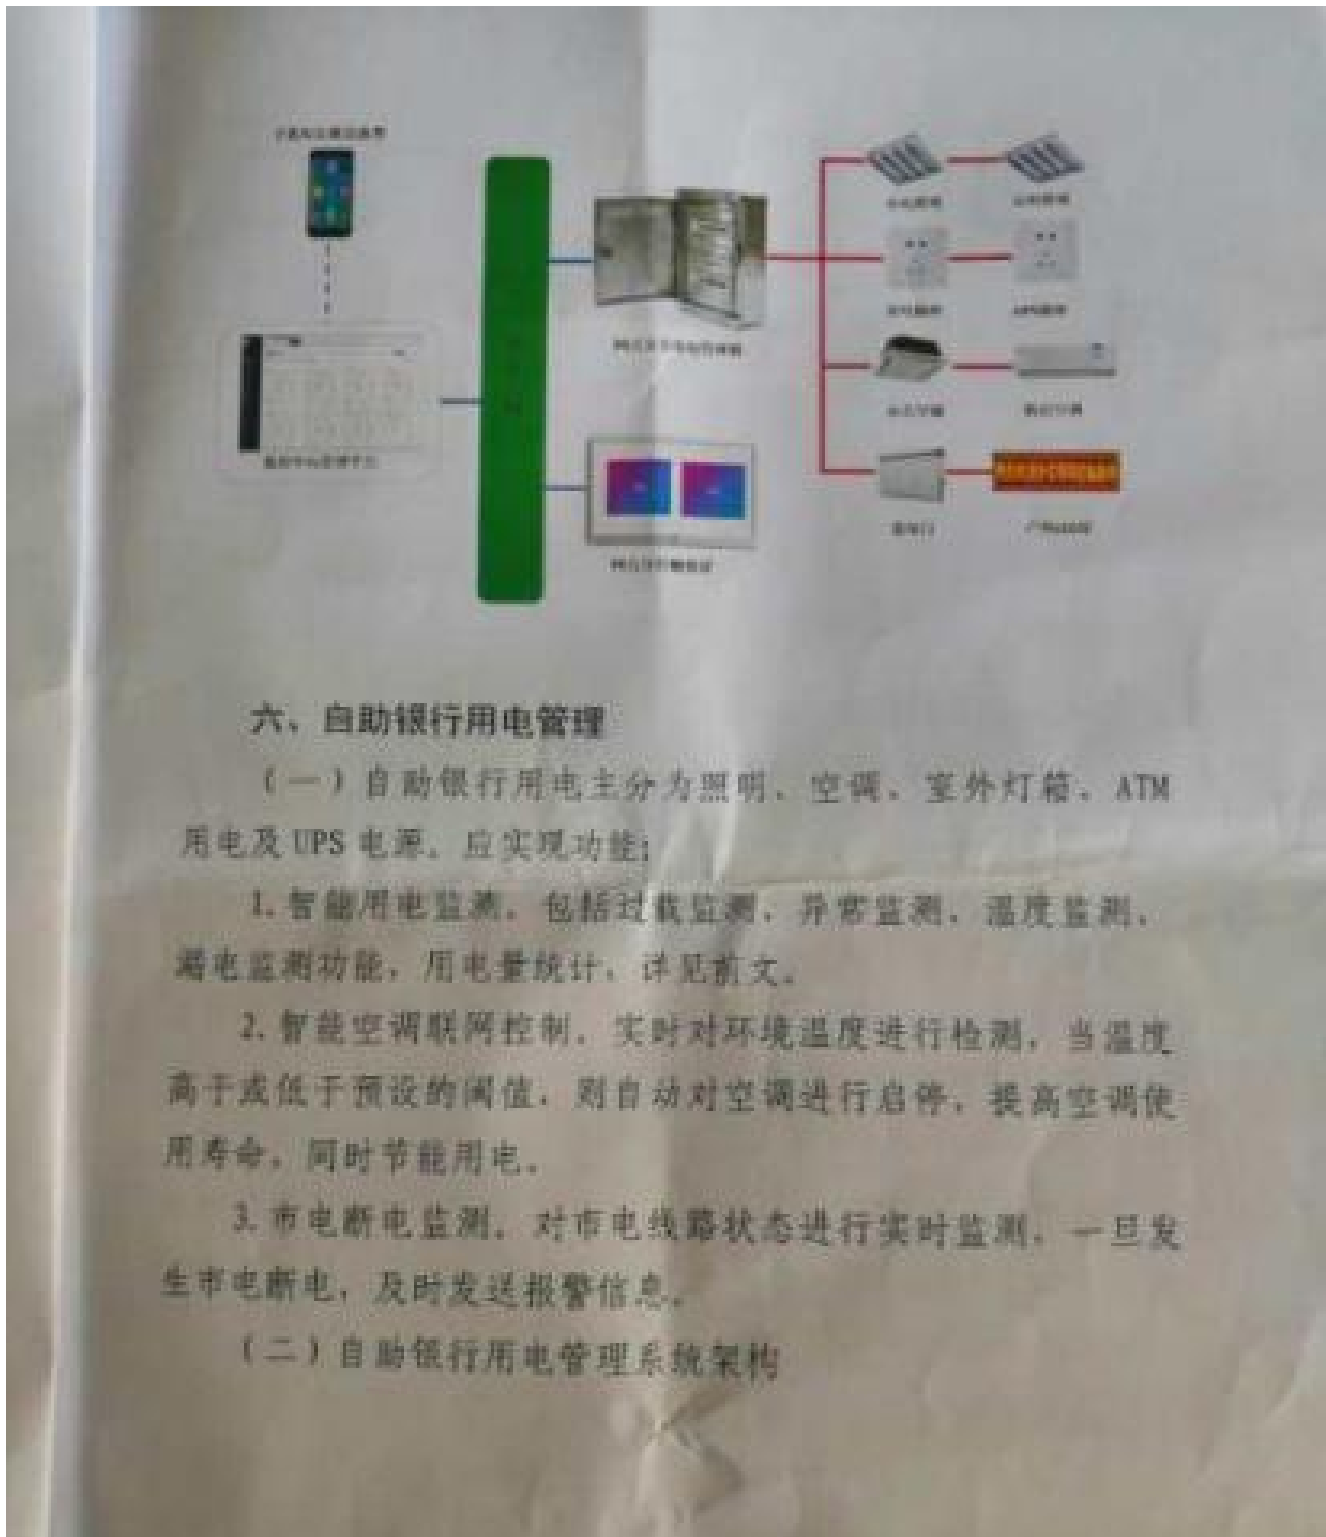 六、自助银行用电管理
（一）自助银行用电主分为照明、空调、室外灯箱、ATM
用电及 UPS 电源。应实现功能：
1. 智能用电监测。包括过载监测、异常监测、温度监测、
漏电监测功能，用电量统计，详见前文。
2. 智能空调联网控制。实时对环境温度进行检测，当温度
高于或低于预设的阈值，则自动对空调进行启停，提高空调使
用寿命，同时节能用电。
3. 市电断电监测。对市电线路状态进行实时监测，一旦发
生市电断电，及时发送报警信息。
（二）自助银行用电管理系统架构